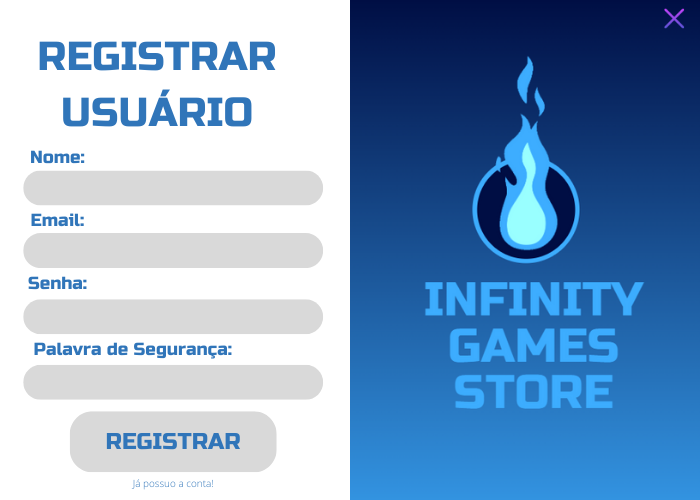 REGISTRAR
USUÁRIO
Nome:
Email:
Senha:
Palavra de Segurança:
REGISTRAR
Já possuo a conta!
INFINITY
GAMES
STORE